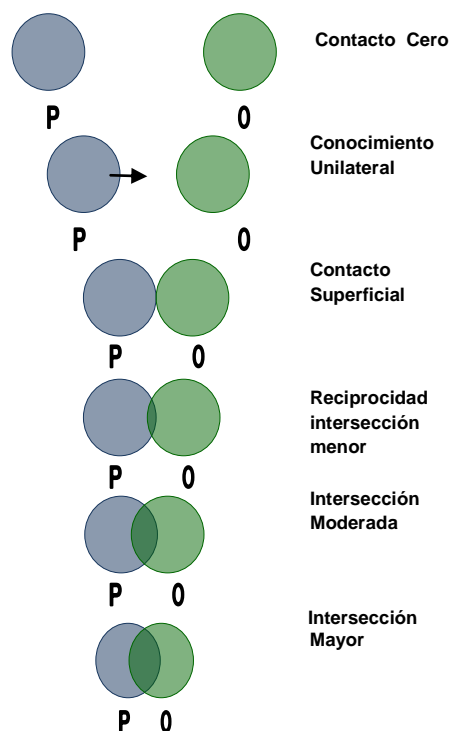 Contacto Cero
P O
Conocimiento
Unilateral
P O
Contacto
Superficial
P O
Reciprocidad
intersección
menor
P O
Intersección
Moderada
P O
Intersección
Mayor
P O